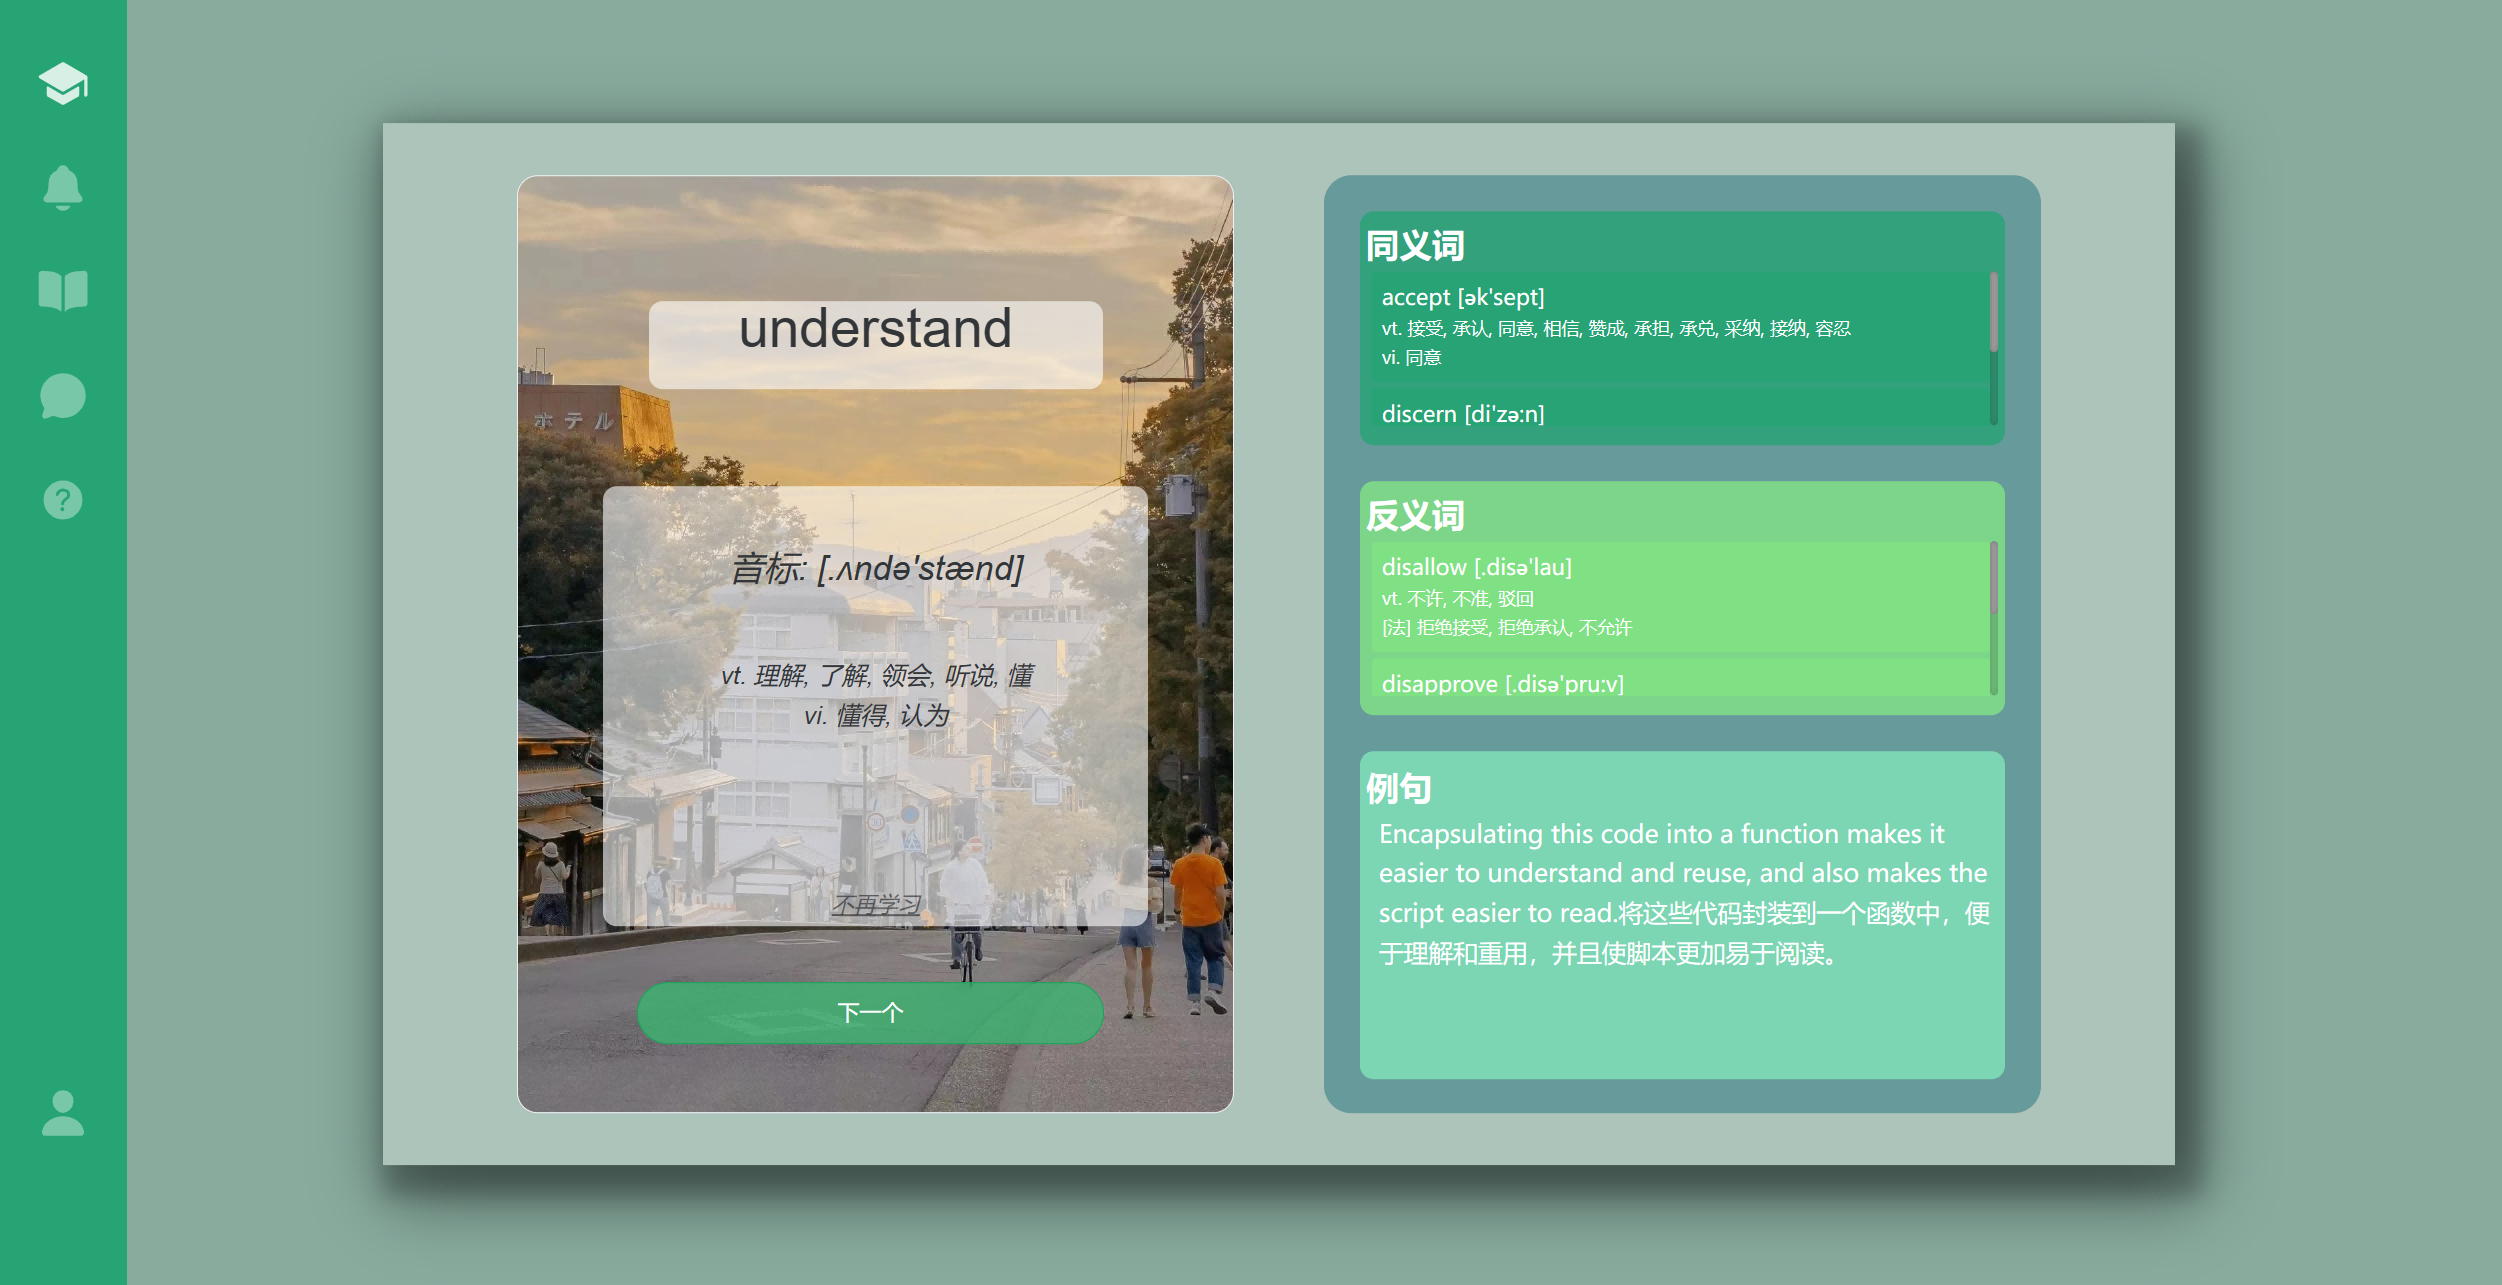 understand
ホテル
音标: [.ʌndə'stænd]
vt. 理解, 了解, 领会, 听说, 懂
vi. 懂得, 认为
不再学习
下一个
同义词
accept [ək'sept]
vt. 接受, 承认, 同意, 相信, 赞成, 承担, 承兑, 采纳, 接纳, 容忍
vi. 同意
discern [di'zə:n]
反义词
disallow [.disə'lau]
vt. 不许, 不准, 驳回
[法] 拒绝接受, 拒绝承认, 不允许
disapprove [.disə'pru:v]
例句
Encapsulating this code into a function makes it
easier to understand and reuse, and also makes the
script easier to read.将这些代码封装到一个函数中，便
于理解和重用，并且使脚本更加易于阅读。